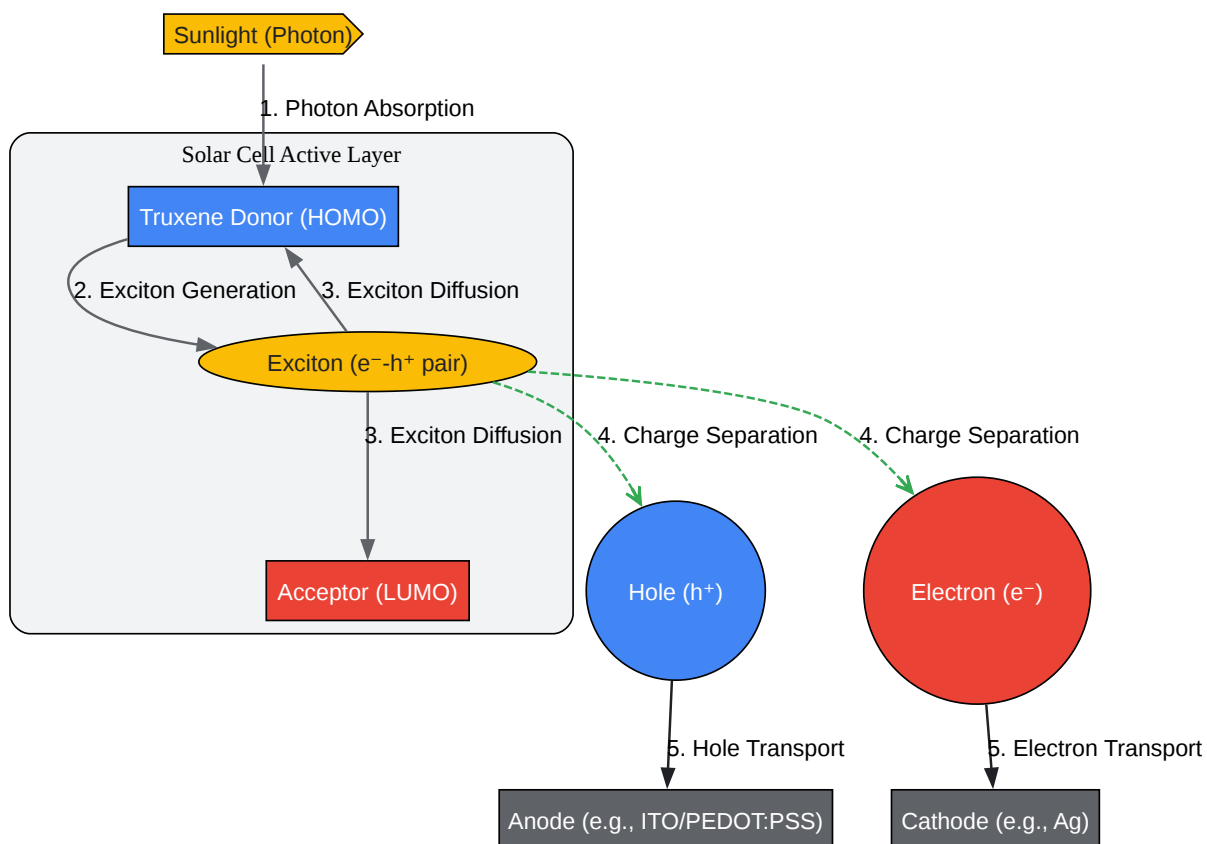 Sunlight (Photon)
1. Photon Absorption
Solar Cell Active Layer
Truxene Donor (HOMO)
2. Exciton Generation
3. Exciton Diffusion
Exciton (e⁻-h⁺ pair)
3. Exciton Diffusion
4. Charge Separation
4. Charge Separation
Acceptor (LUMO)
Hole (h⁺)
Electron (e⁻)
5. Hole Transport
5. Electron Transport
Anode (e.g., ITO/PEDOT:PSS)
Cathode (e.g., Ag)